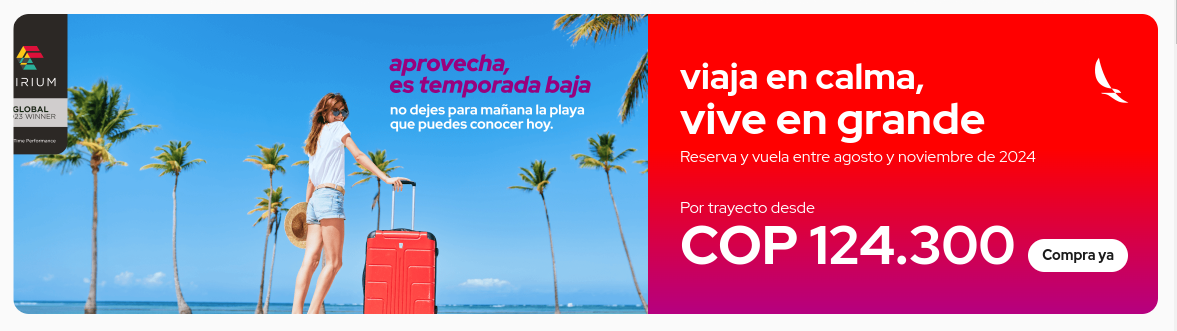 IRIUM
GLOBAL
23 WINNER
Time Performance
aprovecha,
es temporada baja
no dejes para mañana la playa
que puedes conocer hoy.
viaja en calma,
vive en grande
Reserva y vuela entre agosto y noviembre de 2024
Por trayecto desde
COP 124.300
Compra ya